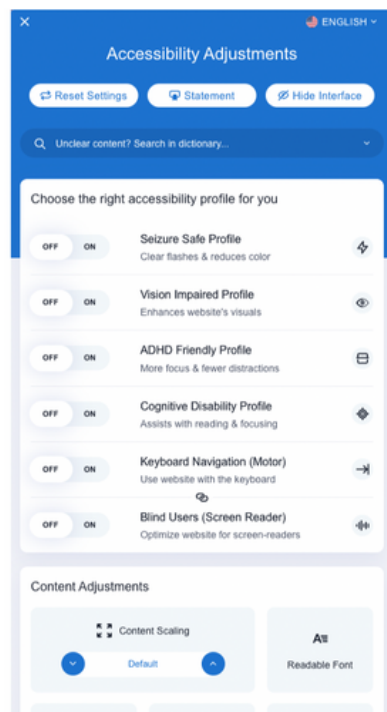 ENGLISH
Accessibility Adjustments
Reset Settings Statement Hide Interface
Unclear content? Search in dictionary...
Choose the right accessibility profile for you
OFF ON Seizure Safe Profile
Clear flashes & reduces color
OFF ON Vision Impaired Profile
Enhances website's visuals
OFF ON ADHD Friendly Profile
More focus & fewer distractions
OFF ON Cognitive Disability Profile
Assists with reading & focusing
OFF ON Keyboard Navigation (Motor)
Use website with the keyboard
OFF ON Blind Users (Screen Reader)
Optimize website for screen-readers
Content Adjustments
Content Scaling
Default
Readable Font